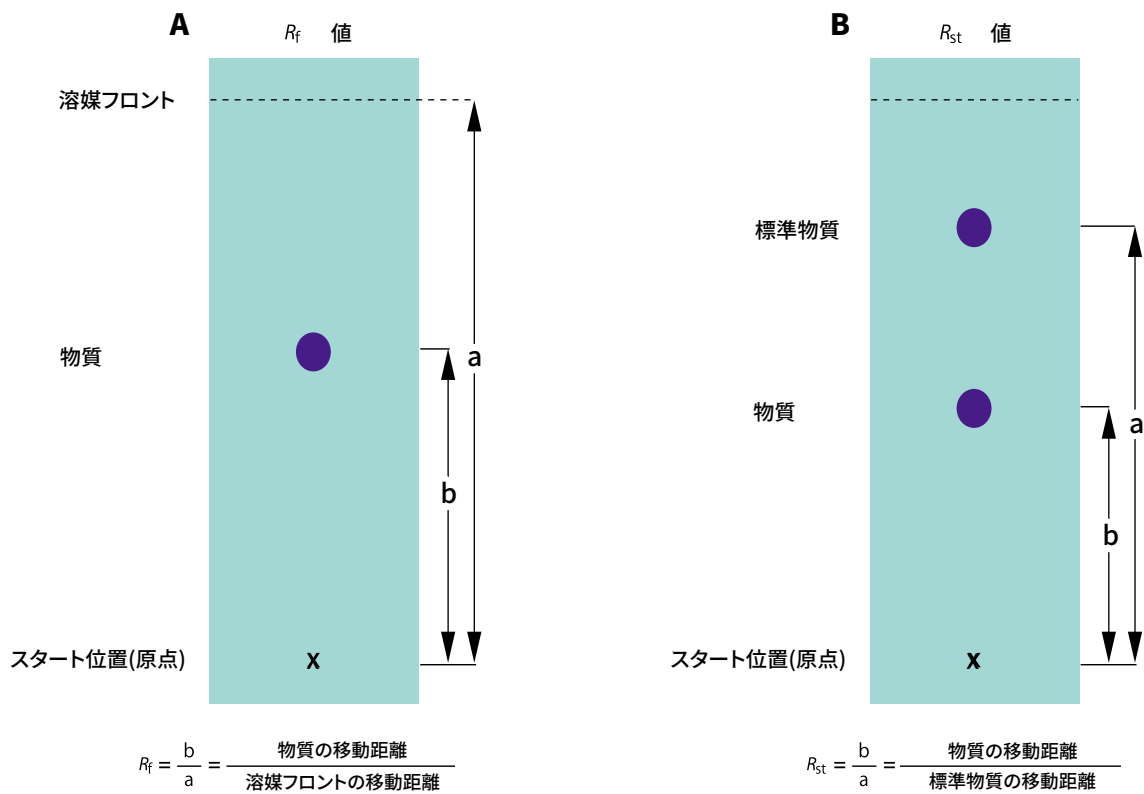 A
Rf 値
溶媒フロント
a
物質
b
スタート位置(原点)
x
Rf = b/a = 物質の移動距離/溶媒フロントの移動距離
B
Rst 値
標準物質
a
物質
b
スタート位置(原点)
x
Rst = b/a = 物質の移動距離/標準物質の移動距離